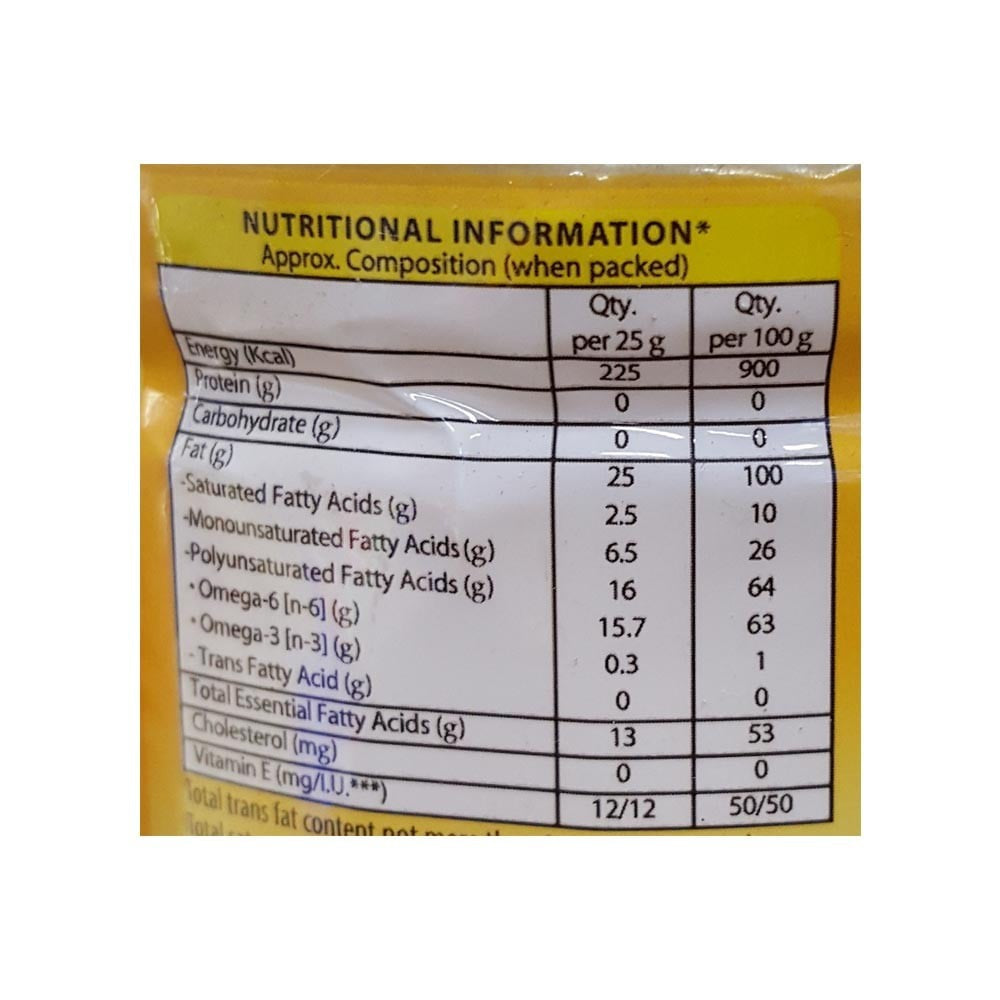 NUTRITIONAL INFORMATION*
Approx. Composition (when packed)
Qty. per 25 g Qty. per 100 g
Energy (Kcal) 225 900
Protein (g) 0 0
Carbohydrate (g) 0 0
Fat (g) 25 100
-Saturated Fatty Acids (g) 2.5 10
-Monounsaturated Fatty Acids (g) 6.5 26
-Polyunsaturated Fatty Acids (g) 16 64
• Omega-6 [n-6] (g) 15.7 63
• Omega-3 [n-3] (g) 0.3 1
- Trans Fatty Acid (g) 0 0
Total Essential Fatty Acids (g) 13 53
Cholesterol (mg) 0 0
Vitamin E (mg/I.U.***) 12/12 50/50
Total trans fat content not
Total